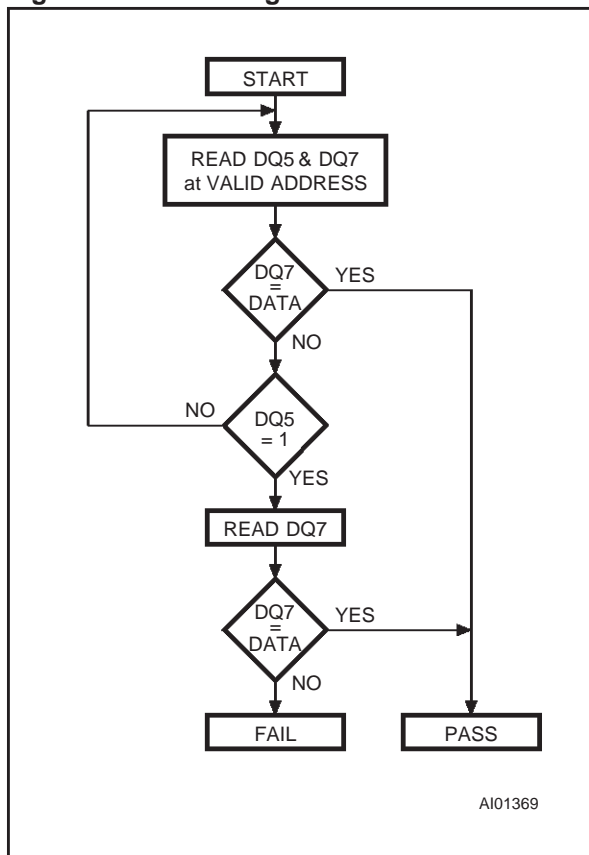 START
READ DQ5 & DQ7
at VALID ADDRESS
DQ7
=
DATA
YES
NO
DQ5
= 1
NO
YES
READ DQ7
DQ7
=
DATA
YES
NO
FAIL
PASS
AI01369